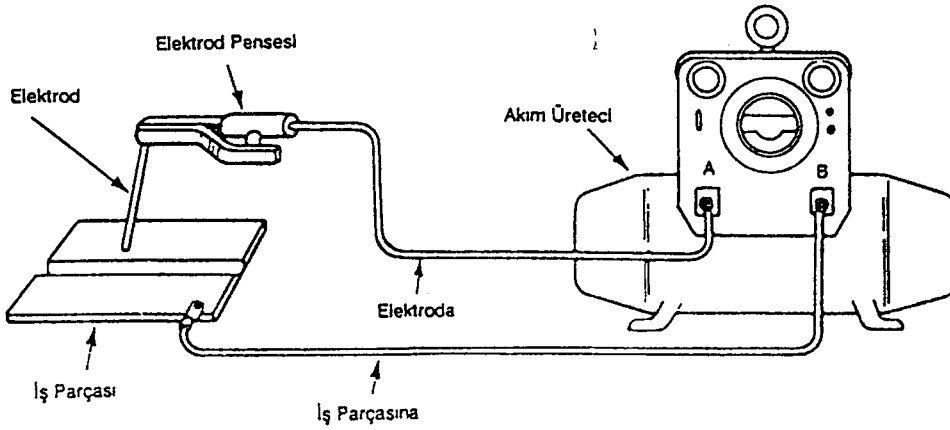 Elektrod Pensesi
Elektrod
Akım Üreteci
A
B
Elektroda
İş Parçası
İş Parçasına